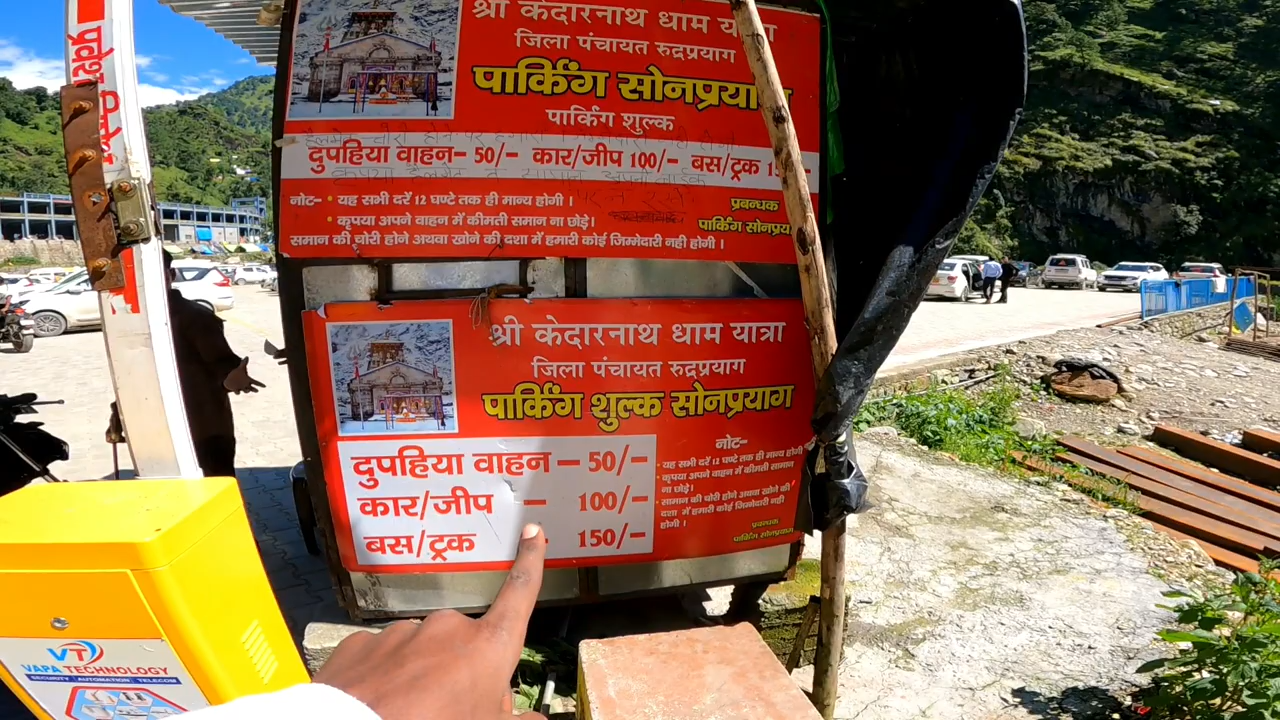 श्री केदारनाथ धाम यात्रा
जिला पंचायत रुद्रप्रयाग
पार्किंग सोनप्रयाग
पार्किंग शुल्क
दुपहिया वाहन- 50/- कार/जीप 100/- बस/ट्रक
नोट- • यह सभी दरें 12 घण्टे तक ही मान्य होगी ।
• कृपया अपने वाहन में कीमती समान ना छोड़े।
समान की चोरी होने अथवा खोने की दशा में हमारी कोई जिम्मेदारी नही होगी ।
प्रबन्धक
पार्किंग सोनप्रयाग
श्री केदारनाथ धाम यात्रा
जिला पंचायत रुद्रप्रयाग
पार्किंग शुल्क सोनप्रयाग
दुपहिया वाहन – 50/-
कार/जीप – 100/-
बस/ट्रक - 150/-
नोट-
• यह सभी दरें 12 घण्टे तक ही मान्य होगी
• कृपया अपने वाहन में कीमती समान
ना छोड़े।
• सामान की चोरी होने अथवा खोने की
दशा में हमारी कोई जिम्मेदारी नही
होगी ।
प्रबन्धक
पार्किंग सोनप्रयाग
VT
VAPA TECHNOLOGY
SECURITY AUTOMATION TELECOM